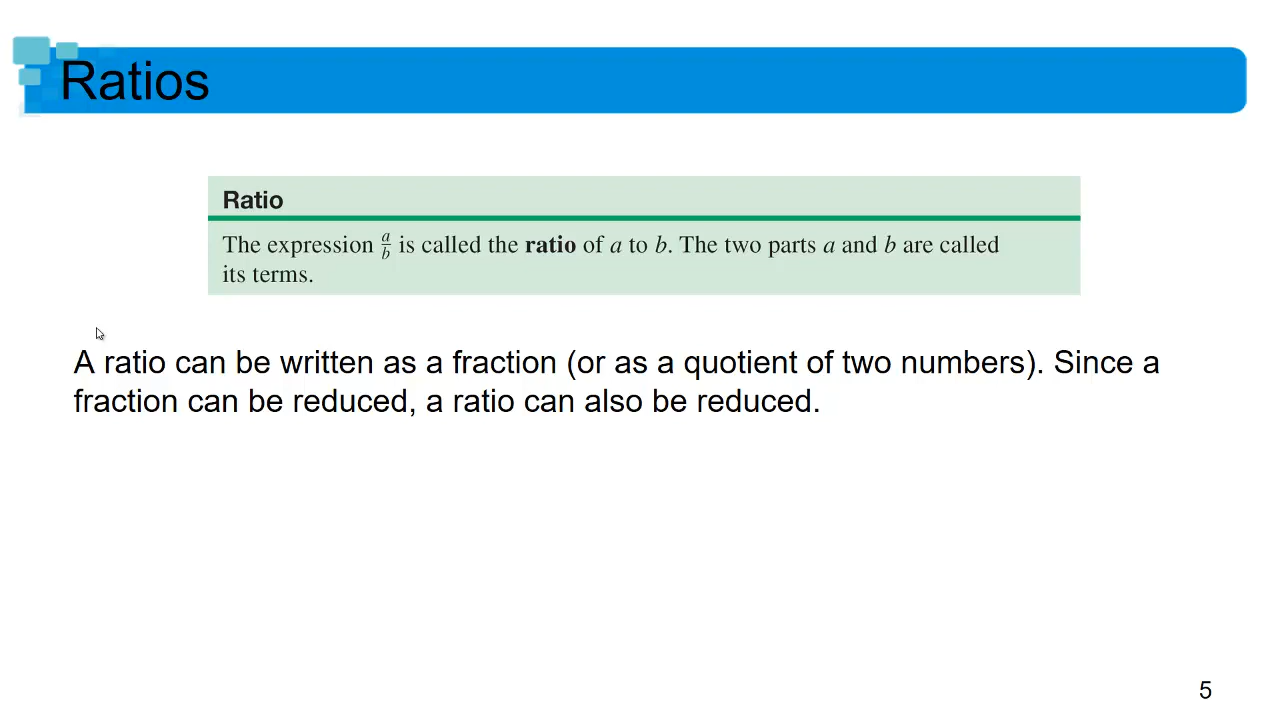 Ratios
Ratio
The expression a/b is called the ratio of a to b. The two parts a and b are called
its terms.
A ratio can be written as a fraction (or as a quotient of two numbers). Since a
fraction can be reduced, a ratio can also be reduced.
5